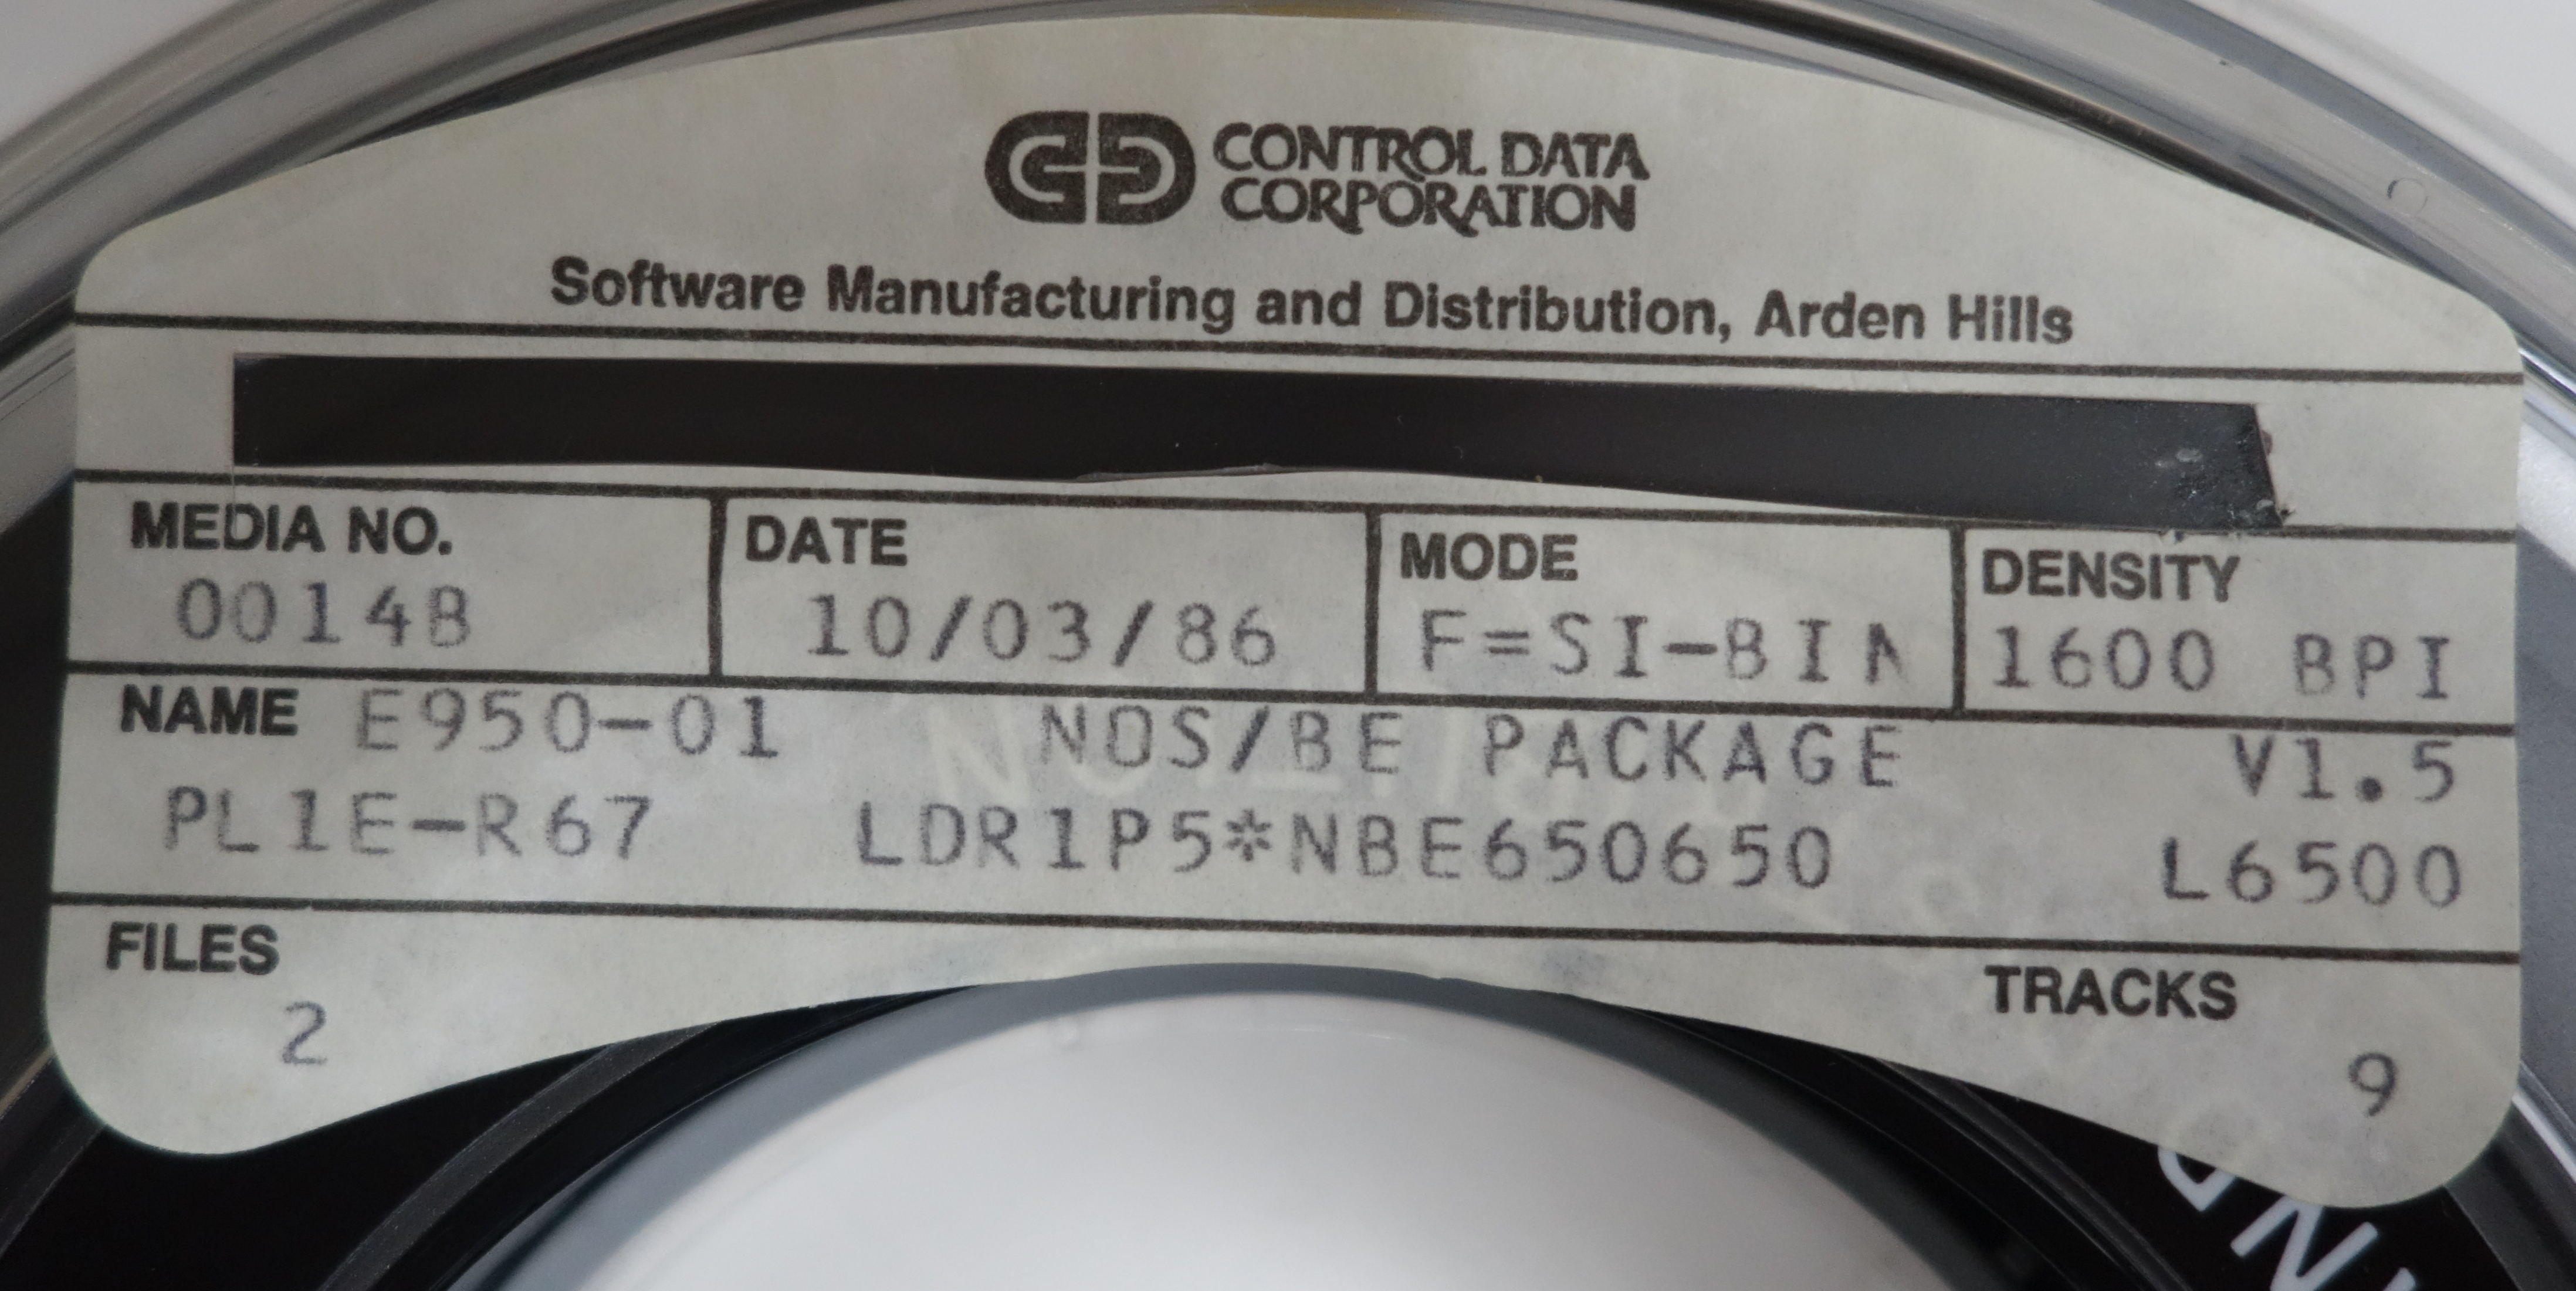 CONTROL DATA
CORPORATION
Software Manufacturing and Distribution, Arden Hills
MEDIA NO. DATE MODE DENSITY
00148 10/03/86 F=SI-BIN 1600 BPI
NAME E950-01 NOS/BE PACKAGE V1.5
PL1E-R67 LDR1P5*NBE650650 L6500
FILES TRACKS
2 9